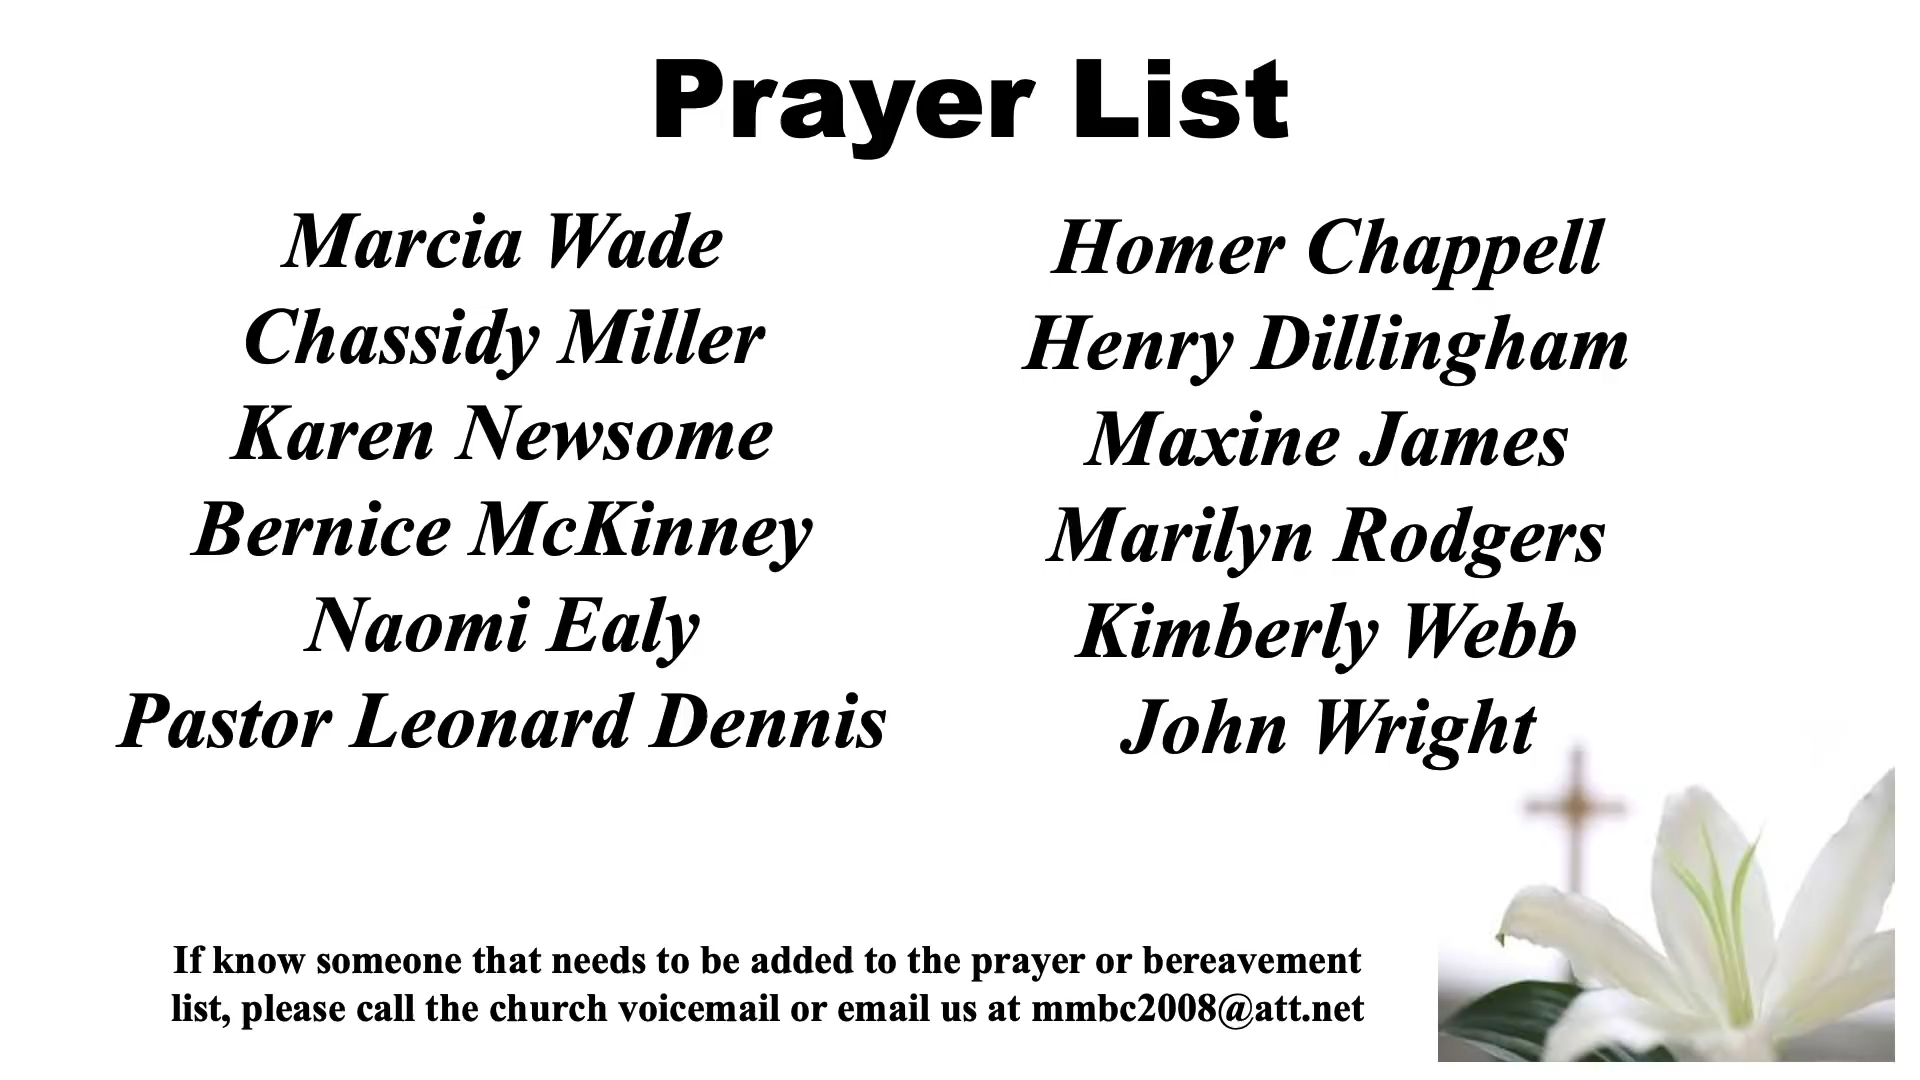 Prayer List
Marcia Wade
Chassidy Miller
Karen Newsome
Bernice McKinney
Naomi Ealy
Pastor Leonard Dennis
Homer Chappell
Henry Dillingham
Maxine James
Marilyn Rodgers
Kimberly Webb
John Wright
If know someone that needs to be added to the prayer or bereavement
list, please call the church voicemail or email us at mmbc2008@att.net